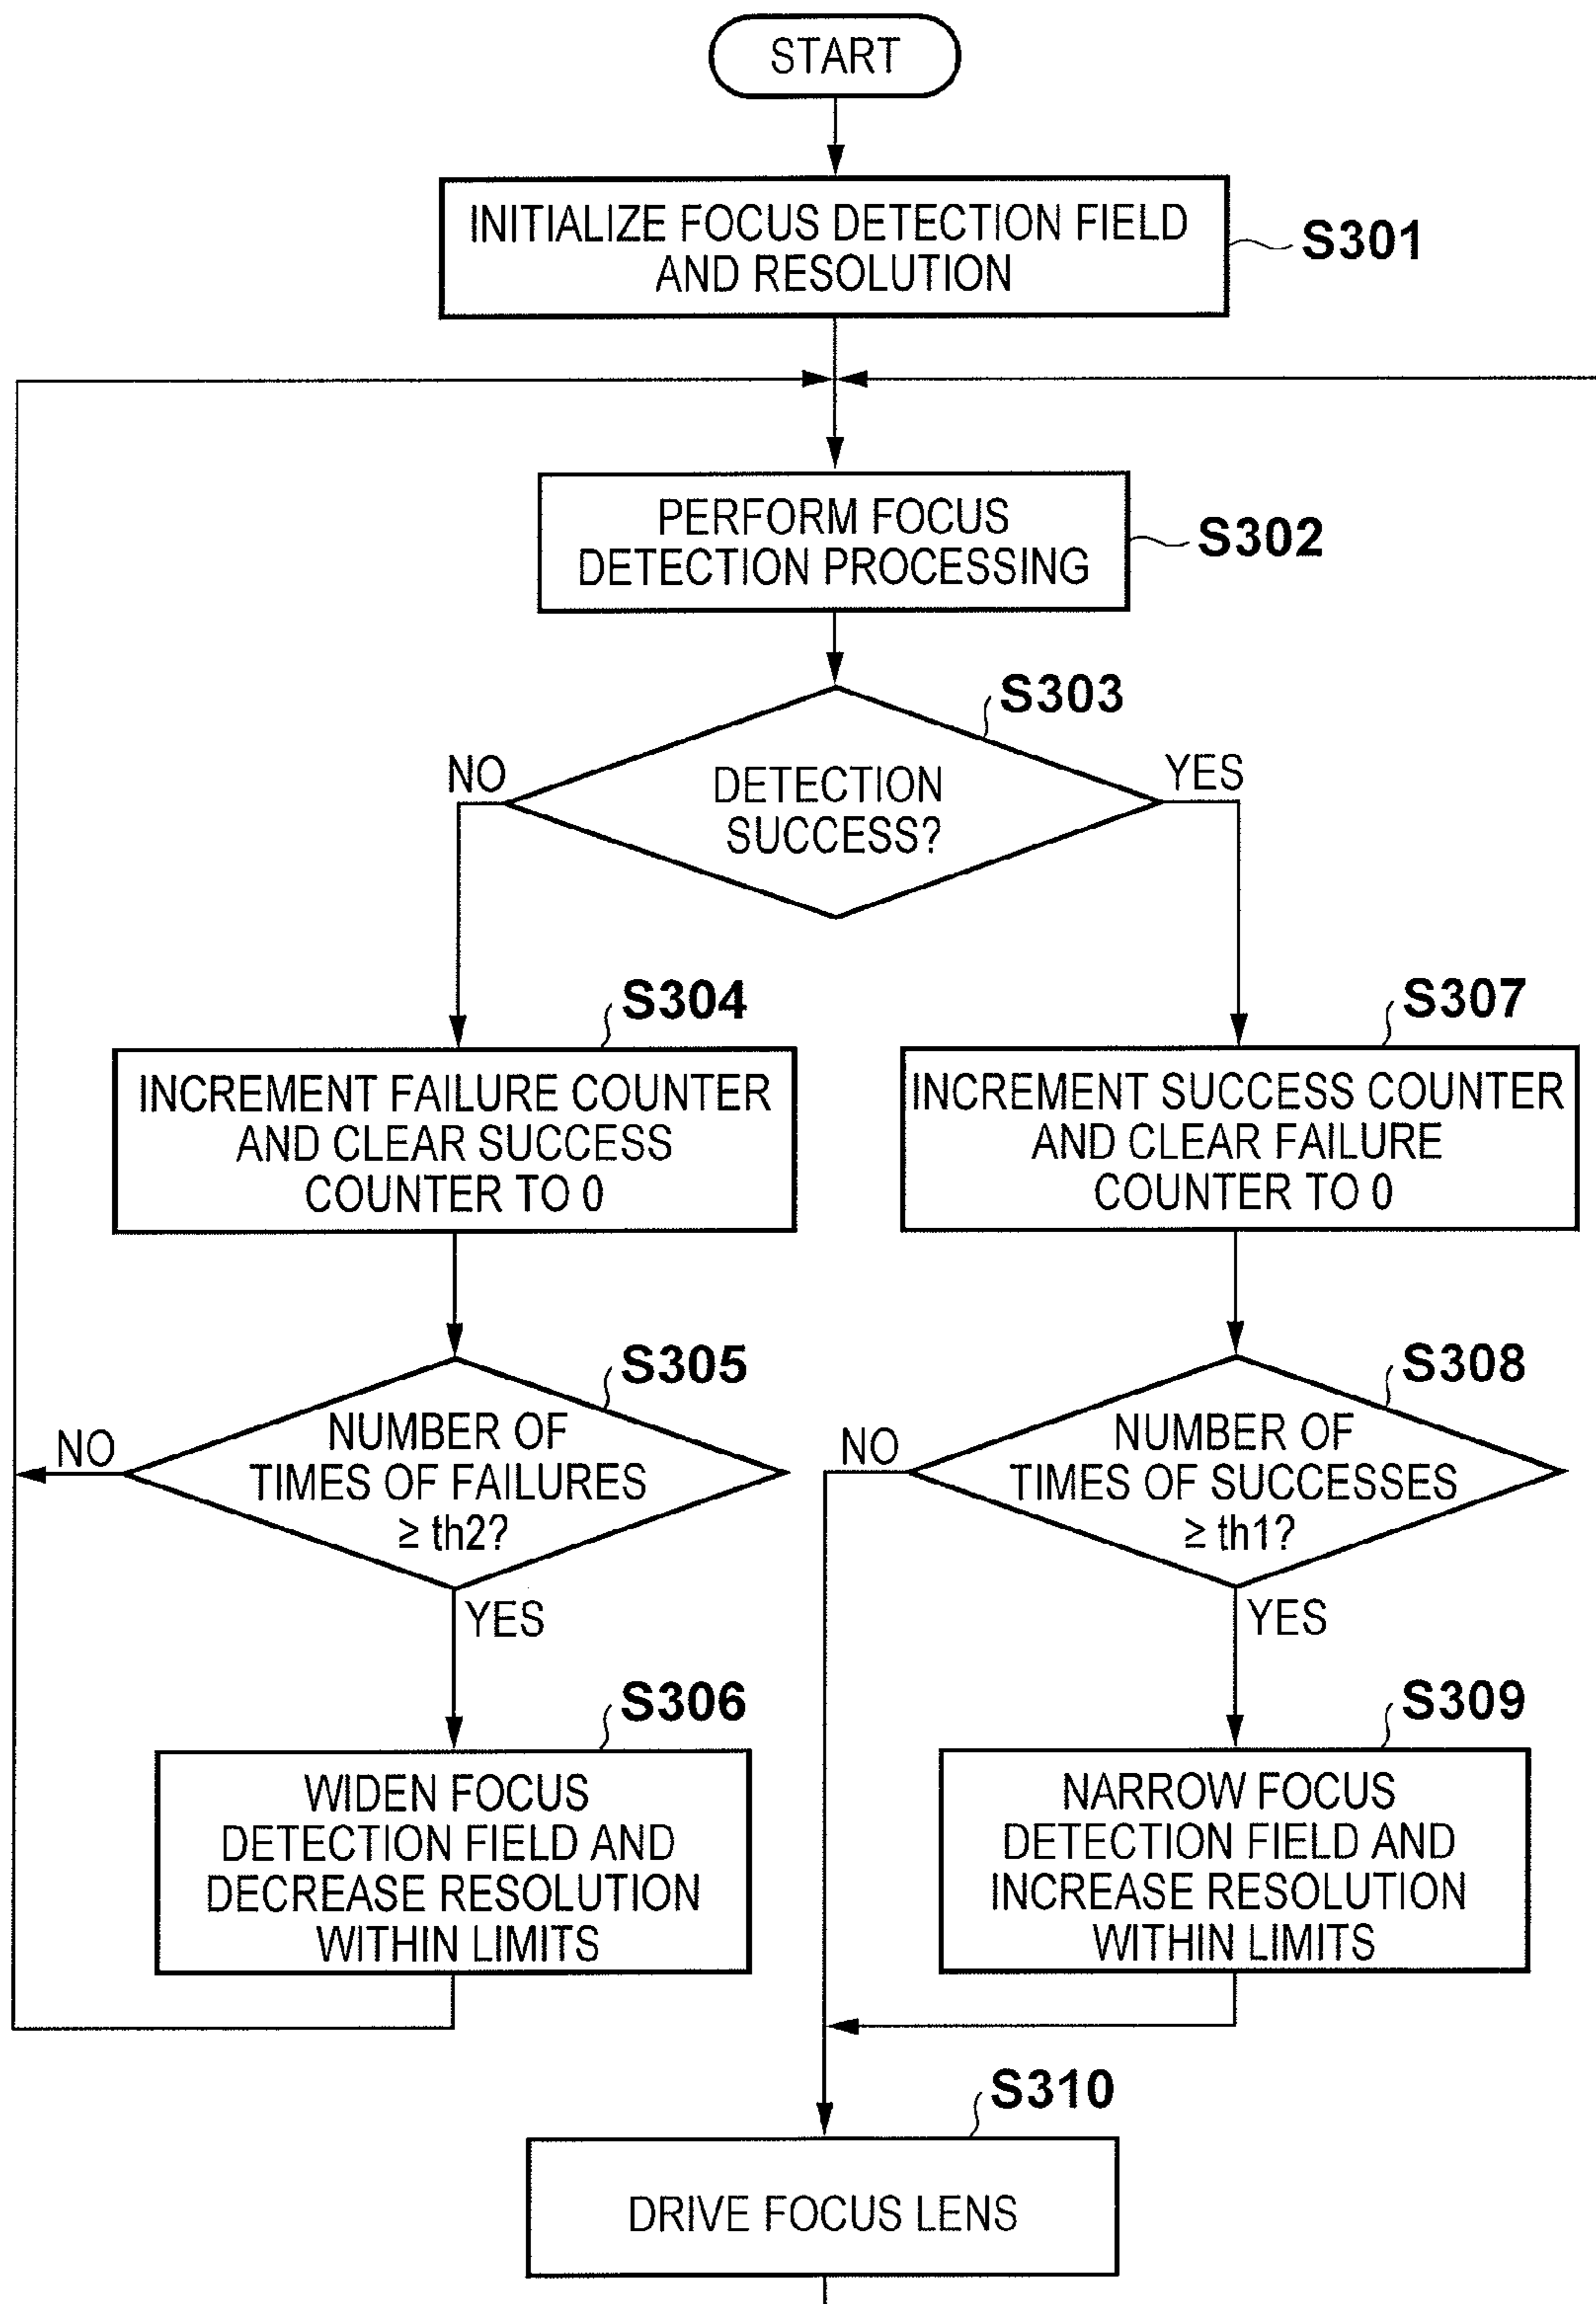 START
INITIALIZE FOCUS DETECTION FIELD
AND RESOLUTION
S301
PERFORM FOCUS
DETECTION PROCESSING
S302
S303
NO
DETECTION
SUCCESS?
YES
S304
INCREMENT FAILURE COUNTER
AND CLEAR SUCCESS
COUNTER TO 0
S307
INCREMENT SUCCESS COUNTER
AND CLEAR FAILURE
COUNTER TO 0
S305
NO
NUMBER OF
TIMES OF FAILURES
≥ th2?
YES
S308
NO
NUMBER OF
TIMES OF SUCCESSES
≥ th1?
YES
S306
WIDEN FOCUS
DETECTION FIELD AND
DECREASE RESOLUTION
WITHIN LIMITS
S309
NARROW FOCUS
DETECTION FIELD AND
INCREASE RESOLUTION
WITHIN LIMITS
S310
DRIVE FOCUS LENS